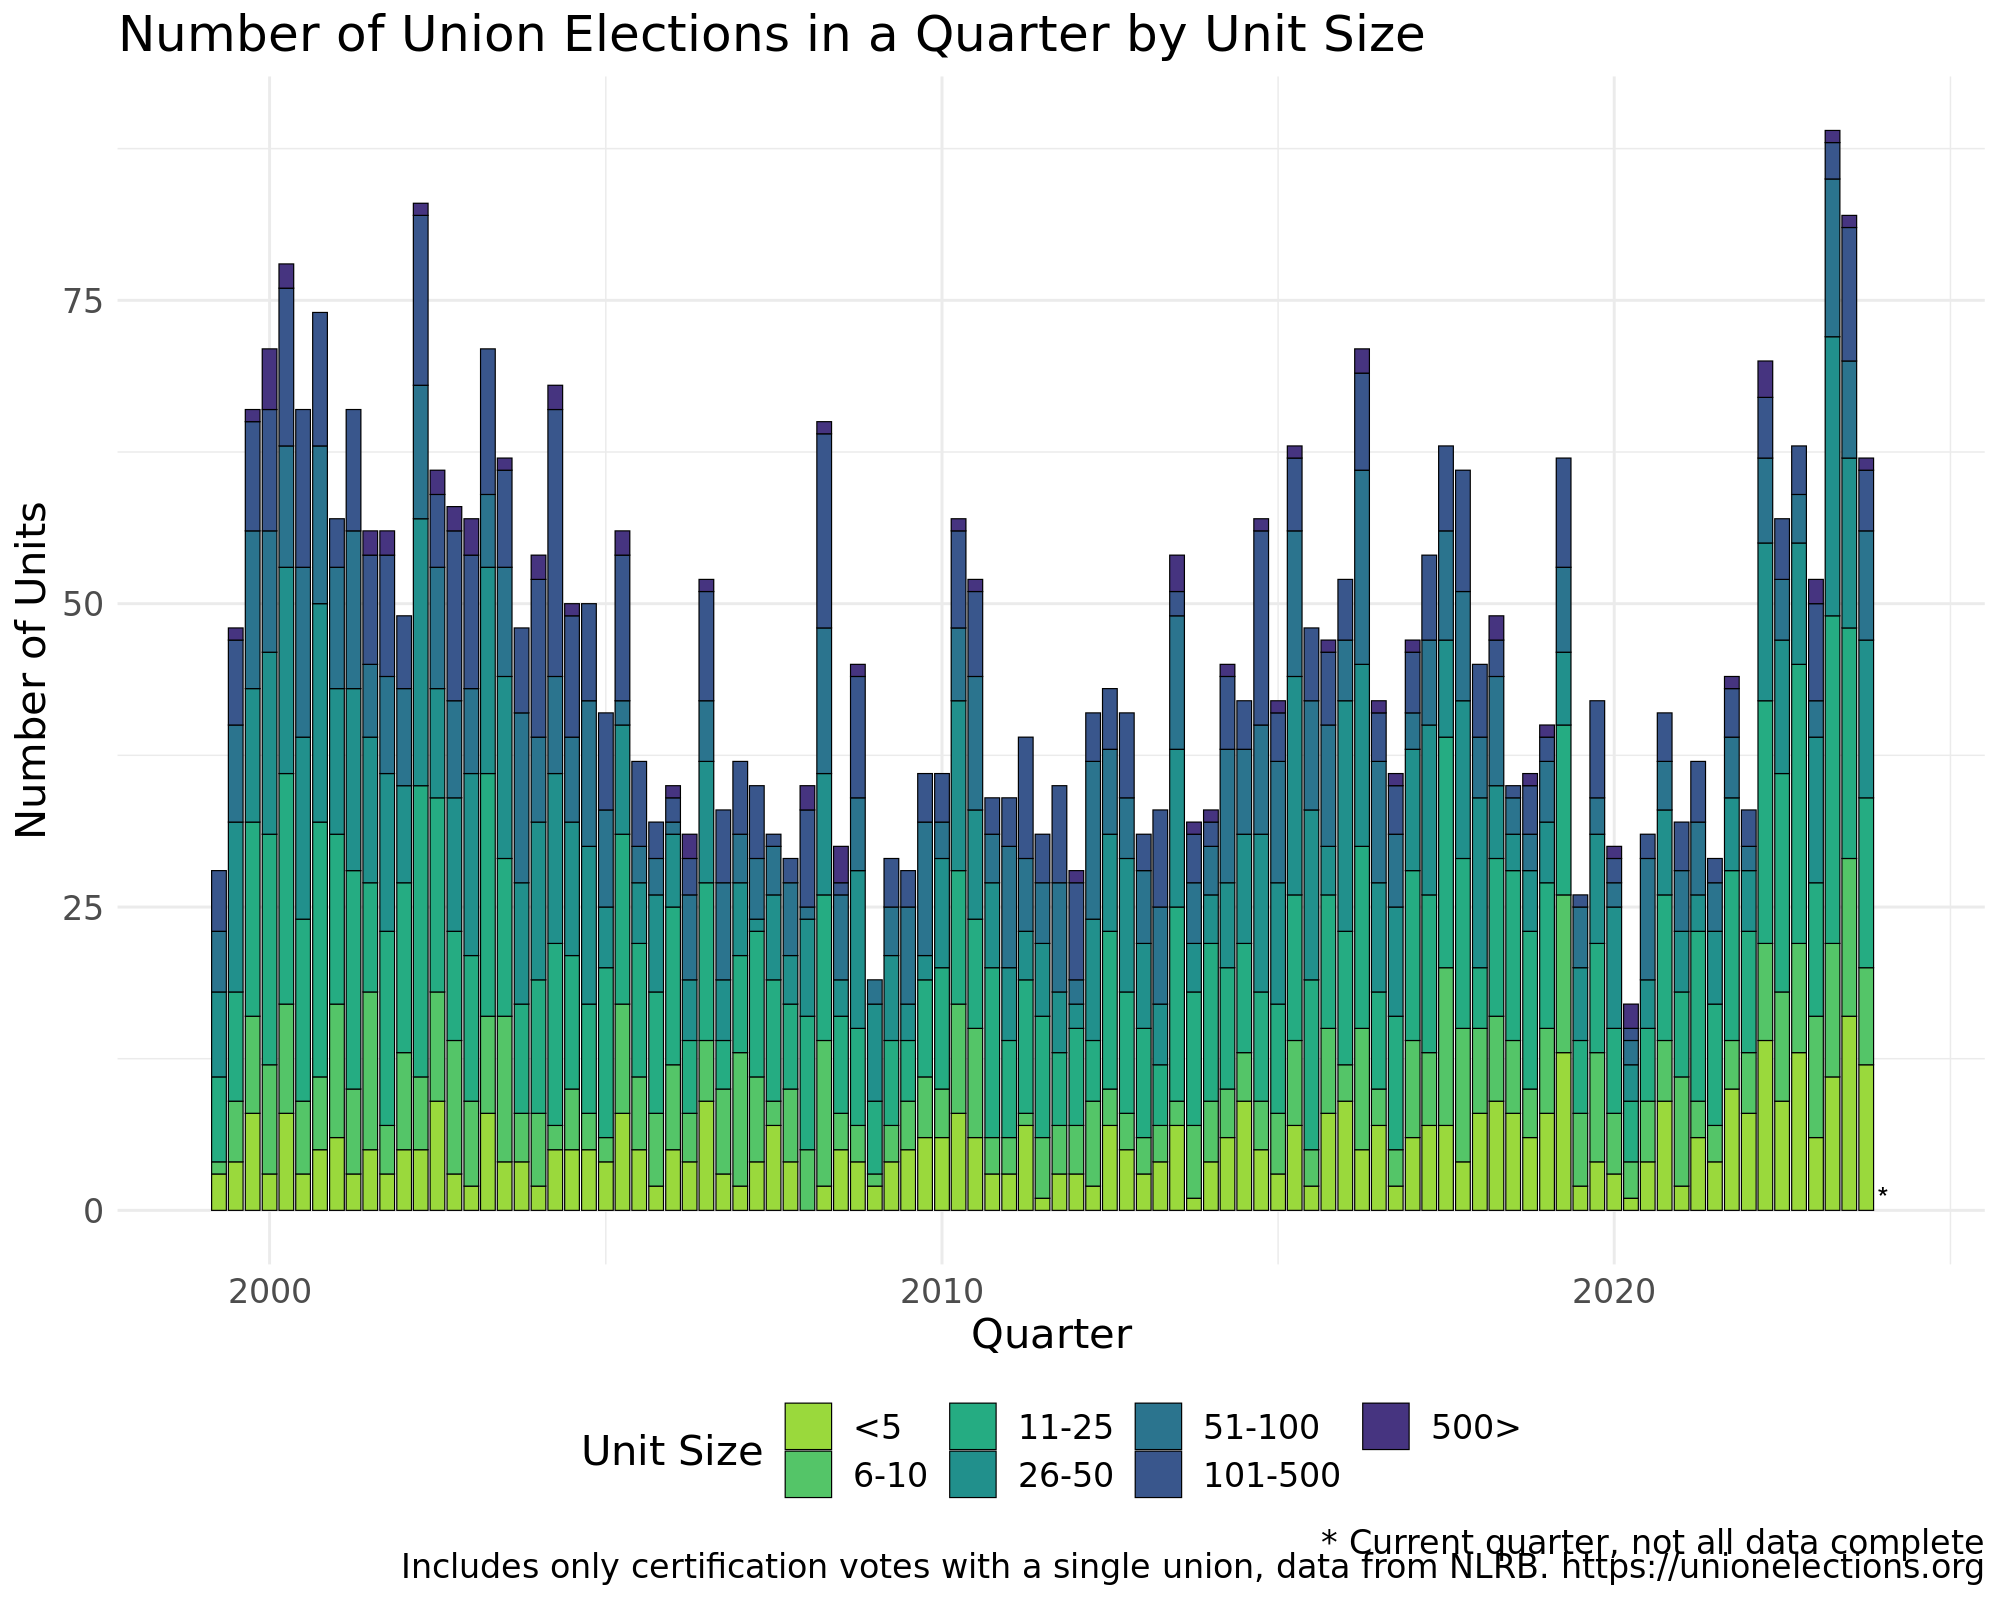 Number of Union Elections in a Quarter by Unit Size
Number of Units
75
50
25
0
*
2000 2010 2020
Quarter
Unit Size
<5 11-25 51-100 500>
6-10 26-50 101-500
* Current quarter, not all data complete
Includes only certification votes with a single union, data from NLRB. https://unionelections.org